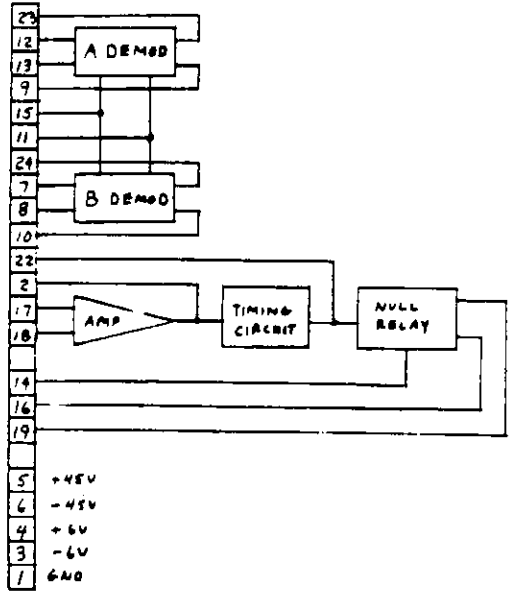 23
12
A DEMOD
13
9
15
11
24
7
B DEMOD
8
10
22
2
17
AMP
TIMING
CIRCUIT
NULL
RELAY
18
14
16
19
5 +45V
6 -45V
4 +6V
3 -6V
1 GND